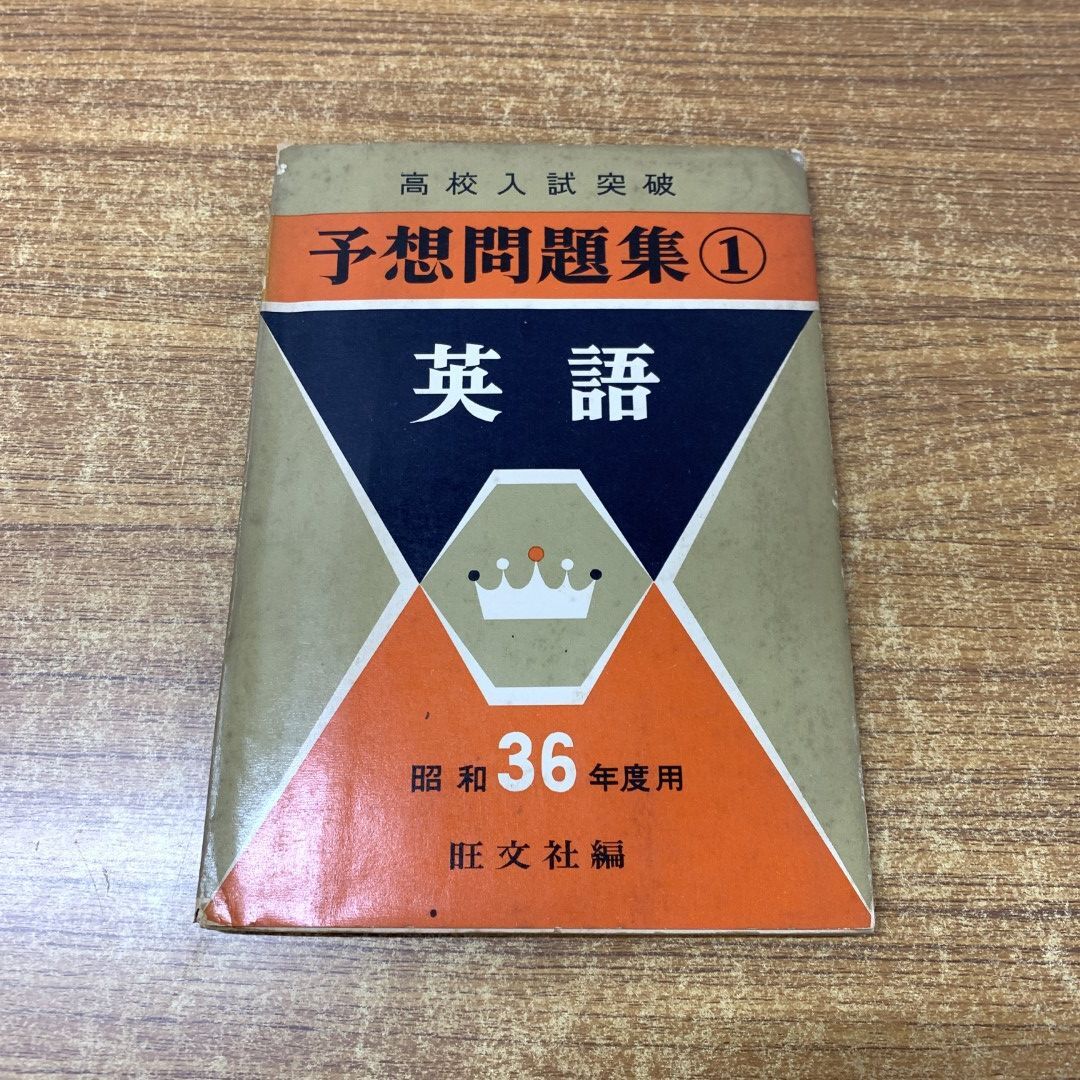 高校入試突破
予想問題集①
英語
昭和36年度用
旺文社編